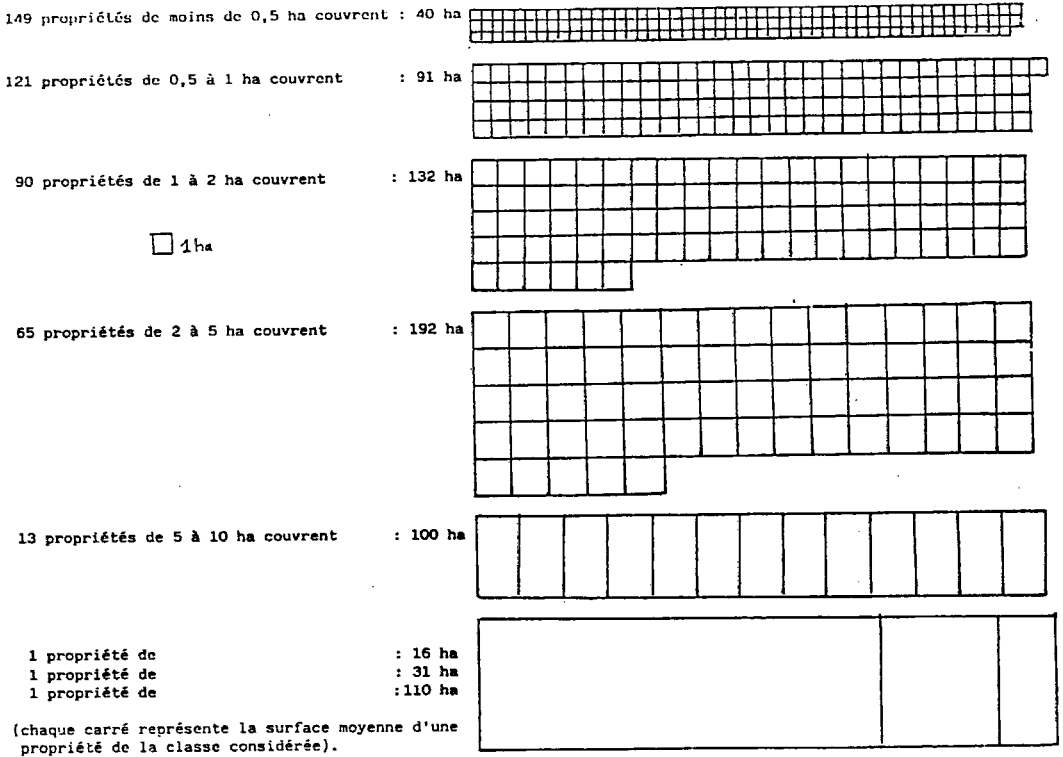 149 propriétés de moins de 0,5 ha couvrent : 40 ha
121 propriétés de 0,5 à 1 ha couvrent : 91 ha
90 propriétés de 1 à 2 ha couvrent : 132 ha
1 ha
65 propriétés de 2 à 5 ha couvrent : 192 ha
13 propriétés de 5 à 10 ha couvrent : 100 ha
1 propriété de : 16 ha
1 propriété de : 31 ha
1 propriété de :110 ha
(chaque carré représente la surface moyenne d'une
propriété de la classe considérée).